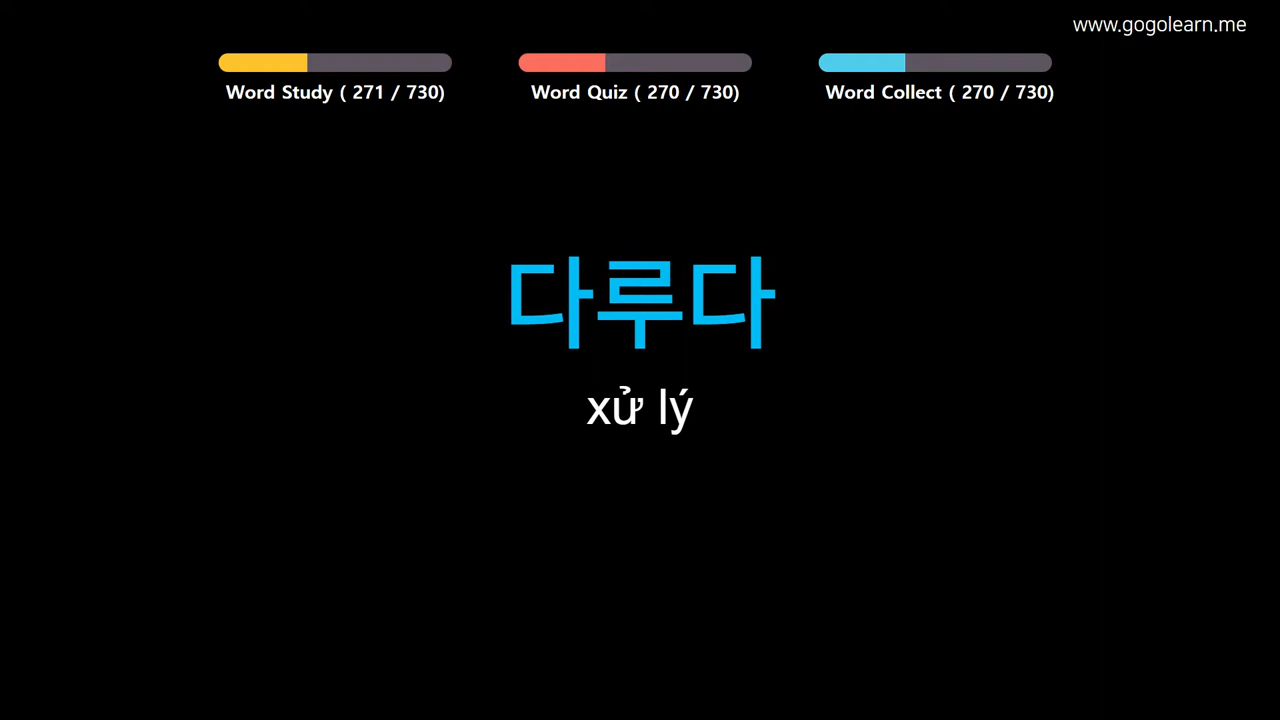 www.gogolearn.me
Word Study ( 271 / 730)
Word Quiz ( 270 / 730)
Word Collect ( 270 / 730)
다루다
xử lý